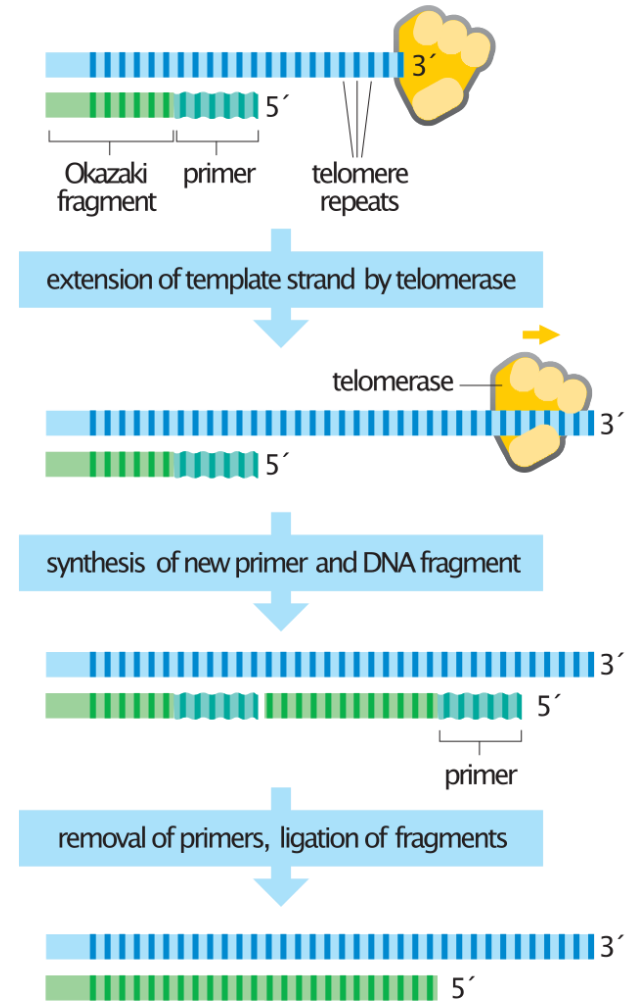 3´
5´
Okazaki
fragment
primer
telomere
repeats
extension of template strand by telomerase
telomerase
3´
5´
synthesis of new primer and DNA fragment
3´
5´
primer
removal of primers, ligation of fragments
3´
5´